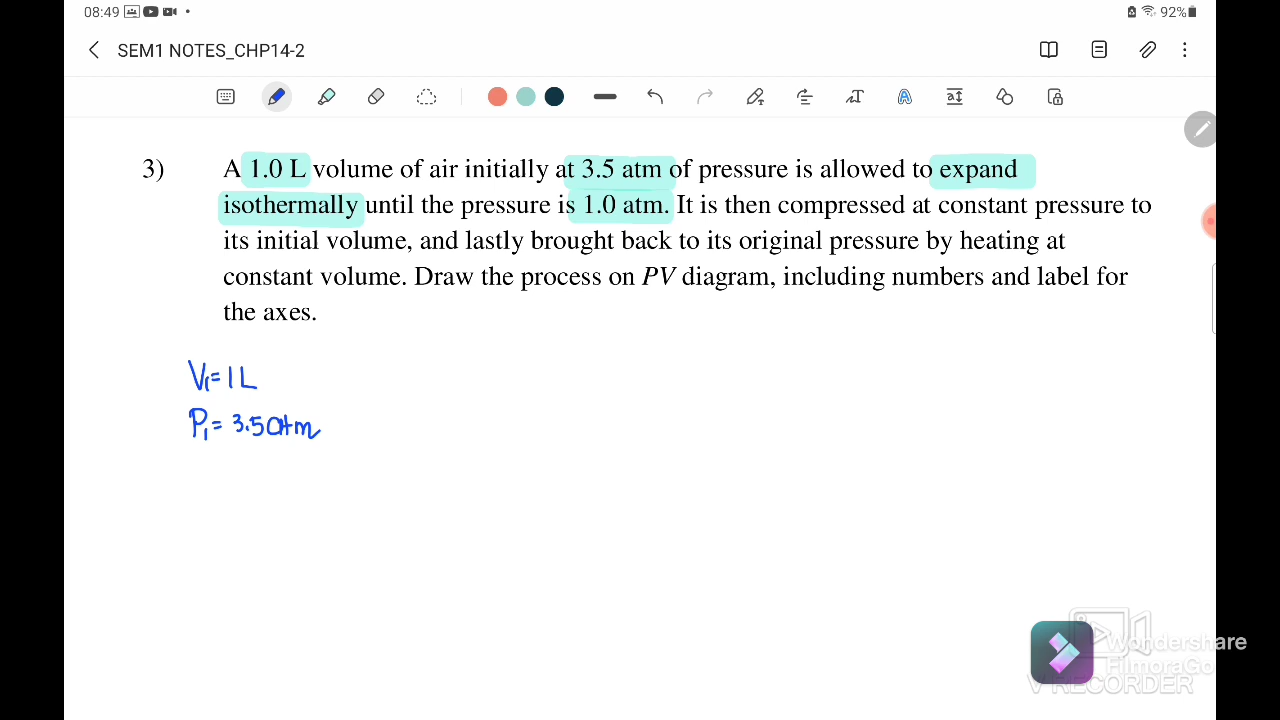 08:49
92%
SEM1 NOTES_CHP14-2
3) A 1.0 L volume of air initially at 3.5 atm of pressure is allowed to expand
isothermally until the pressure is 1.0 atm. It is then compressed at constant pressure to
its initial volume, and lastly brought back to its original pressure by heating at
constant volume. Draw the process on PV diagram, including numbers and label for
the axes.
V₁= 1 L
P₁= 3.5atm
Wondershare
FilmoraGo
V RECORDER